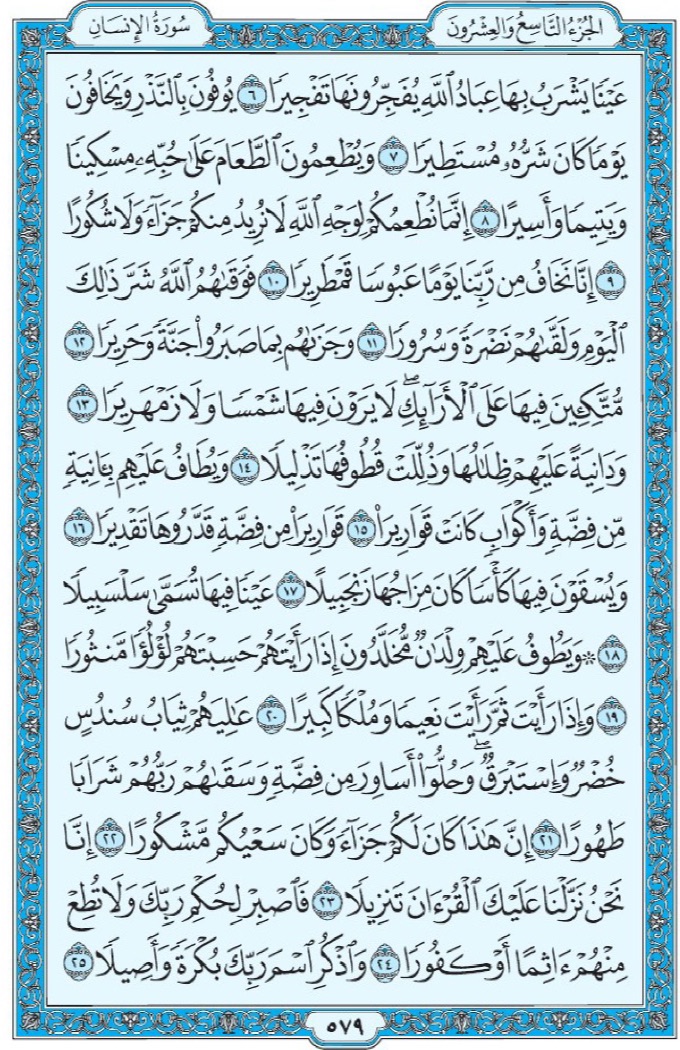 الجُزْءُ التَّاسِعُ وَالعِشْرُونَ
سُورَةُ الإِنسَانِ
عَيْنًا يَشْرَبُ بِهَا عِبَادُ ٱللَّهِ يُفَجِّرُونَهَا تَفْجِيرًا ٦ يُوفُونَ بِٱلنَّذْرِ وَيَخَافُونَ
يَوْمًا كَانَ شَرُّهُۥ مُسْتَطِيرًا ٧ وَيُطْعِمُونَ ٱلطَّعَامَ عَلَىٰ حُبِّهِۦ مِسْكِينًا
وَيَتِيمًا وَأَسِيرًا ٨ إِنَّمَا نُطْعِمُكُمْ لِوَجْهِ ٱللَّهِ لَا نُرِيدُ مِنكُمْ جَزَآءً وَلَا شُكُورًا
٩ إِنَّا نَخَافُ مِن رَّبِّنَا يَوْمًا عَبُوسًا قَمْطَرِيرًا ١٠ فَوَقَىٰهُمُ ٱللَّهُ شَرَّ ذَٰلِكَ
ٱلْيَوْمِ وَلَقَّىٰهُمْ نَضْرَةً وَسُرُورًا ١١ وَجَزَىٰهُم بِمَا صَبَرُوا۟ جَنَّةً وَحَرِيرًا ١٢
مُّتَّكِـِٔينَ فِيهَا عَلَى ٱلْأَرَآئِكِ ۖ لَا يَرَوْنَ فِيهَا شَمْسًا وَلَا زَمْهَرِيرًا ١٣
وَدَانِيَةً عَلَيْهِمْ ظِلَٰلُهَا وَذُلِّلَتْ قُطُوفُهَا تَذْلِيلًا ١٤ وَيُطَافُ عَلَيْهِم بِـَٔانِيَةٍ
مِّن فِضَّةٍ وَأَكْوَابٍ كَانَتْ قَوَارِيرَا۠ ١٥ قَوَارِيرَا۟ مِن فِضَّةٍ قَدَّرُوهَا تَقْدِيرًا ١٦
وَيُسْقَوْنَ فِيهَا كَأْسًا كَانَ مِزَاجُهَا زَنجَبِيلًا ١٧ عَيْنًا فِيهَا تُسَمَّىٰ سَلْسَبِيلًا
١٨ ۞ وَيَطُوفُ عَلَيْهِمْ وِلْدَٰنٌ مُّخَلَّدُونَ إِذَا رَأَيْتَهُمْ حَسِبْتَهُمْ لُؤْلُؤًا مَّنثُورًا
١٩ وَإِذَا رَأَيْتَ ثَمَّ رَأَيْتَ نَعِيمًا وَمُلْكًا كَبِيرًا ٢٠ عَٰلِيَهُمْ ثِيَابُ سُندُسٍ
خُضْرٌ وَإِسْتَبْرَقٌ ۖ وَحُلُّوٓا۟ أَسَاوِرَ مِن فِضَّةٍ وَسَقَىٰهُمْ رَبُّهُمْ شَرَابًا
طَهُورًا ٢١ إِنَّ هَٰذَا كَانَ لَكُمْ جَزَآءً وَكَانَ سَعْيُكُم مَّشْكُورًا ٢٢ إِنَّا
نَحْنُ نَزَّلْنَا عَلَيْكَ ٱلْقُرْءَانَ تَنزِيلًا ٢٣ فَٱصْبِرْ لِحُكْمِ رَبِّكَ وَلَا تُطِعْ
مِنْهُمْ ءَاثِمًا أَوْ كَفُورًا ٢٤ وَٱذْكُرِ ٱسْمَ رَبِّكَ بُكْرَةً وَأَصِيلًا ٢٥
٥٧٩